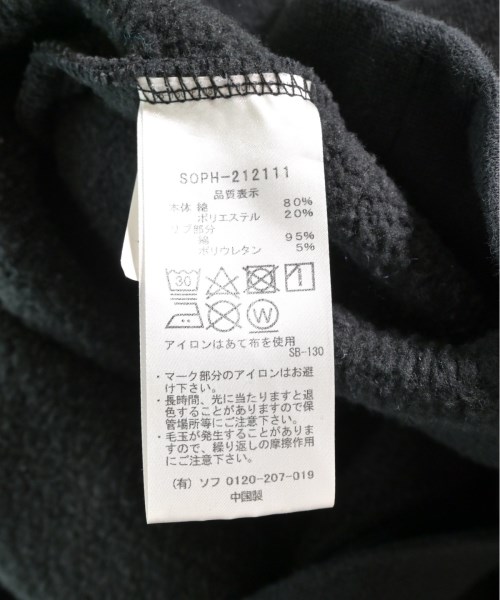 SOPH-212111
品質表示
本体 綿 80%
ポリエステル 20%
リブ部分
綿 95%
ポリウレタン 5%
30
W
アイロンはあて布を使用
SB-130
・マーク部分のアイロンはお避
け下さい。
・長時間、光に当たりますと退
色することがありますので保
管場所等にご注意下さい。
・毛玉が発生することがありま
すので、繰り返しの摩擦作用
にご注意下さい。
(有) ソフ 0120-207-019
中国製